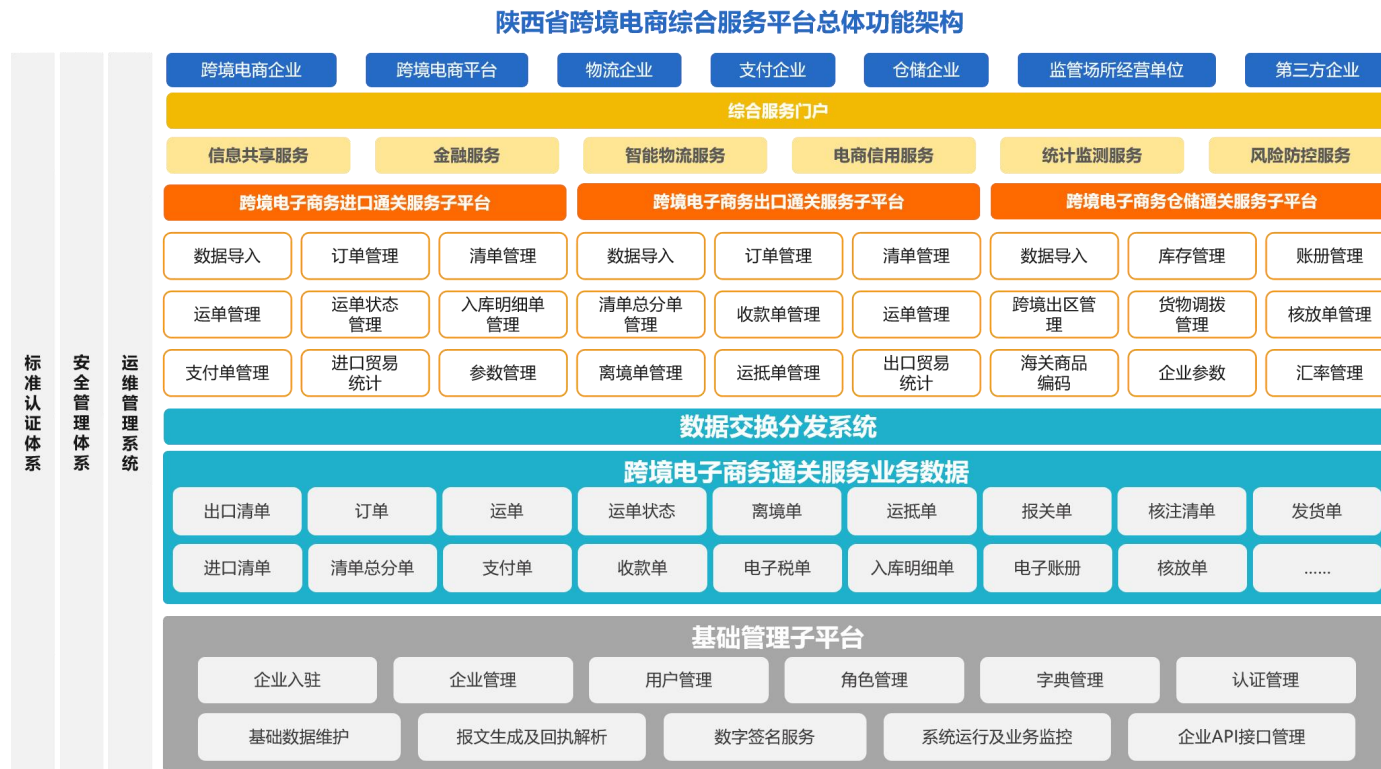 陕西省跨境电商综合服务平台总体功能架构
标准认证体系
安全管理体系
运维管理系统
跨境电商企业 跨境电商平台 物流企业 支付企业 仓储企业 监管场所经营单位 第三方企业
综合服务门户
信息共享服务 金融服务 智能物流服务 电商信用服务 统计监测服务 风险防控服务
跨境电子商务进口通关服务子平台 跨境电子商务出口通关服务子平台 跨境电子商务仓储通关服务子平台
数据导入 订单管理 清单管理 数据导入 订单管理 清单管理 数据导入 库存管理 账册管理
运单管理
运单状态
管理
入库明细单
管理
清单总分单
管理
收款单管理
运单管理
跨境出区管
理
货物调拨
管理
核放单管理
支付单管理
进口贸易
统计
参数管理
离境单管理
运抵单管理
出口贸易
统计
海关商品
编码
企业参数
汇率管理
数据交换分发系统
跨境电子商务通关服务业务数据
出口清单 订单 运单 运单状态 离境单 运抵单 报关单 核注清单 发货单
进口清单 清单总分单 支付单 收款单 电子税单 入库明细单 电子账册 核放单 ......
基础管理子平台
企业入驻 企业管理 用户管理 角色管理 字典管理 认证管理
基础数据维护 报文生成及回执解析 数字签名服务 系统运行及业务监控 企业API接口管理